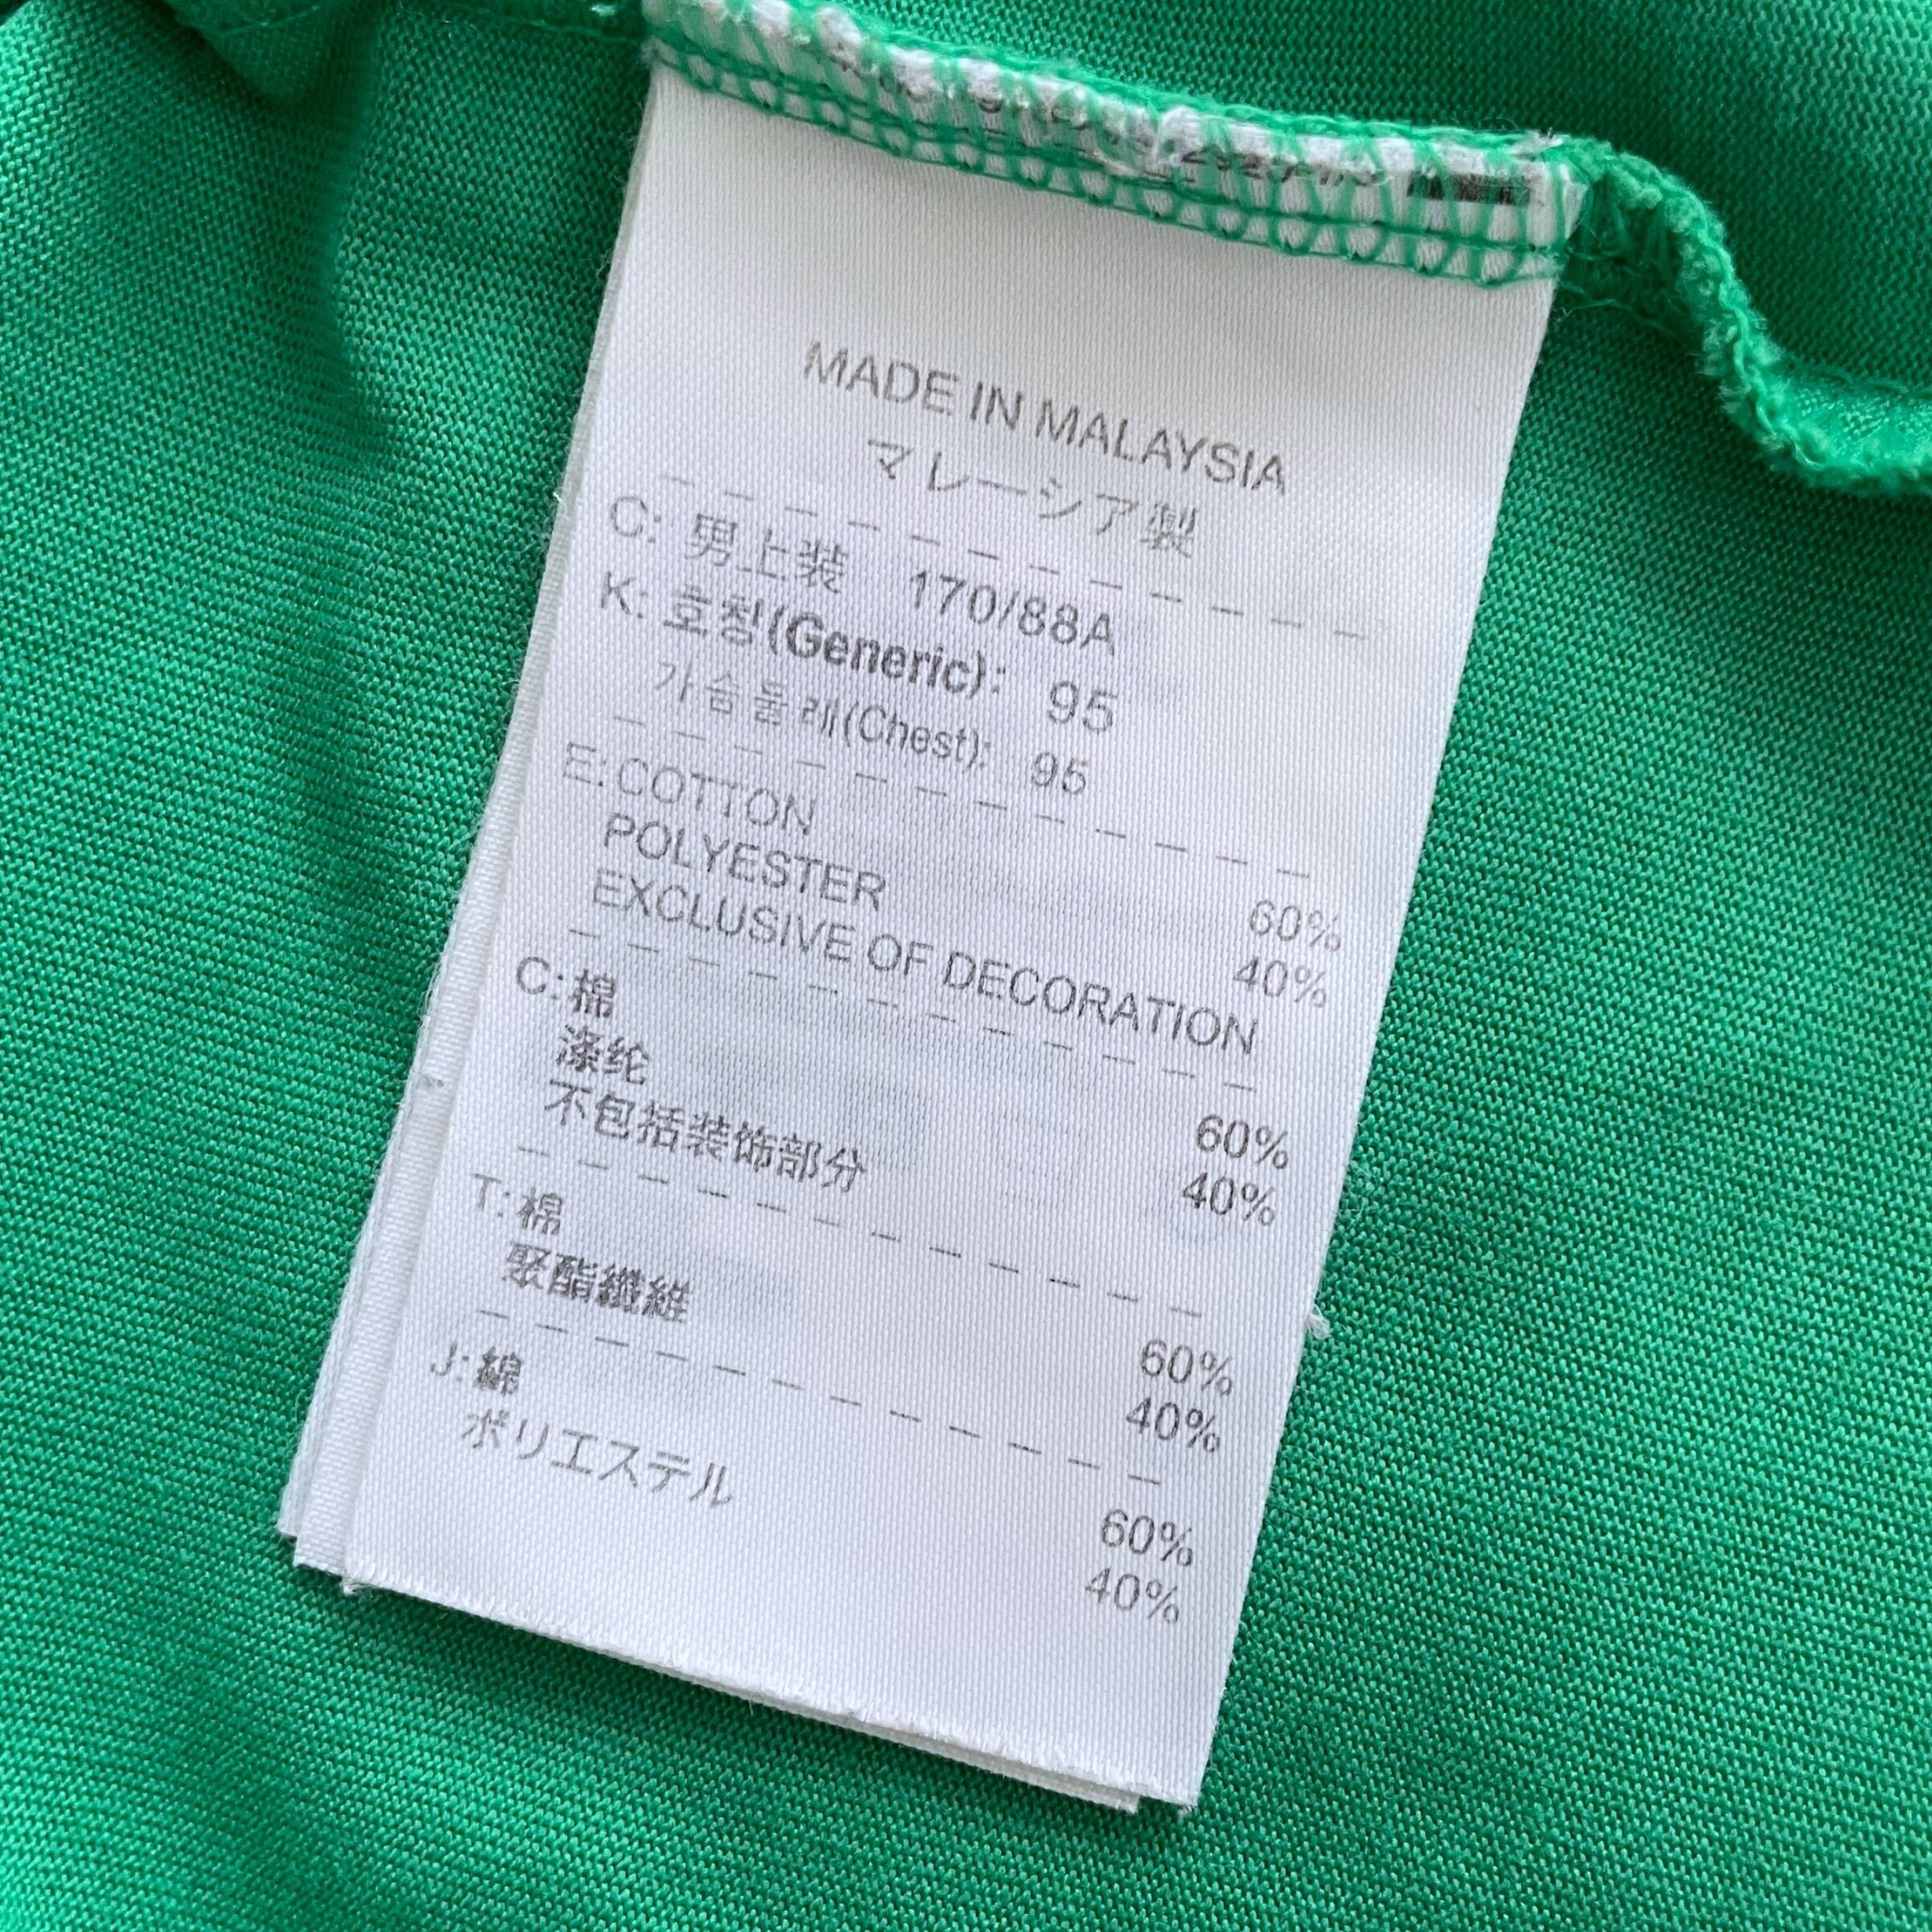 MADE IN MALAYSIA
マレーシア製
C: 男上装 170/88A
K: 호칭(Generic): 95
가슴둘레(Chest): 95
E: COTTON 60%
POLYESTER 40%
EXCLUSIVE OF DECORATION
C: 棉 60%
涤纶 40%
不包括装饰部分
T: 棉 60%
聚酯纖維 40%
J: 綿 60%
ポリエステル 40%